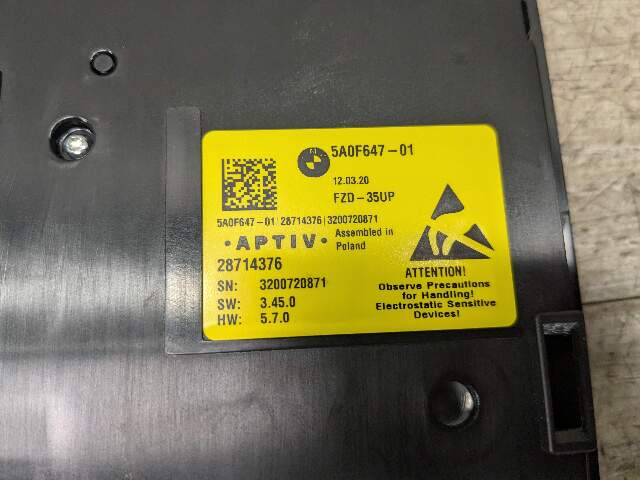 5A0F647-01
12.03.20
FZD-35UP
5A0F647-01 | 28714376 | 3200720871
• APTIV •
Assembled in
Poland
28714376
SN: 3200720871
SW: 3.45.0
HW: 5.7.0
ATTENTION!
Observe Precautions
for Handling!
Electrostatic Sensitive
Devices!